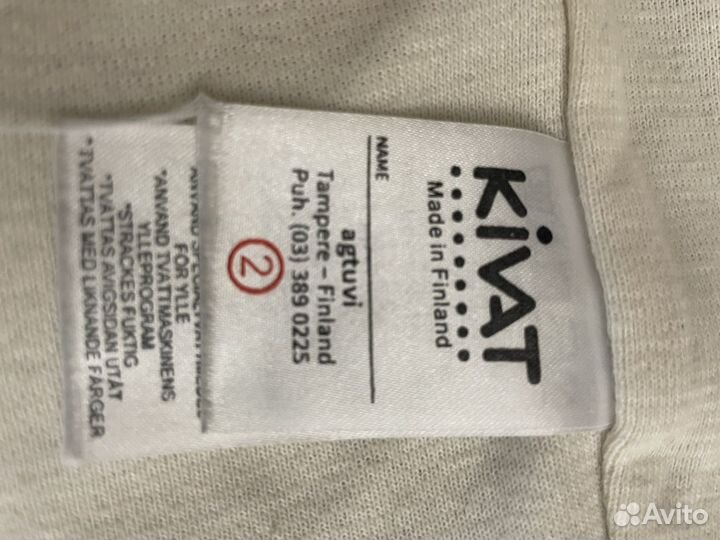 KIVAT
Made in Finland
NAME
agtuvi
Tampere – Finland
Puh. (03) 389 0225
2
FÖR YLLE
*ANVÄND TVÄTTMASKINENS
YLLEPROGRAM
*STRÄCKES FUKTIG
*TVÄTTAS AVIGSIDAN UTÅT
*TVÄTTAS MED LIKNANDE FÄRGER
Avito